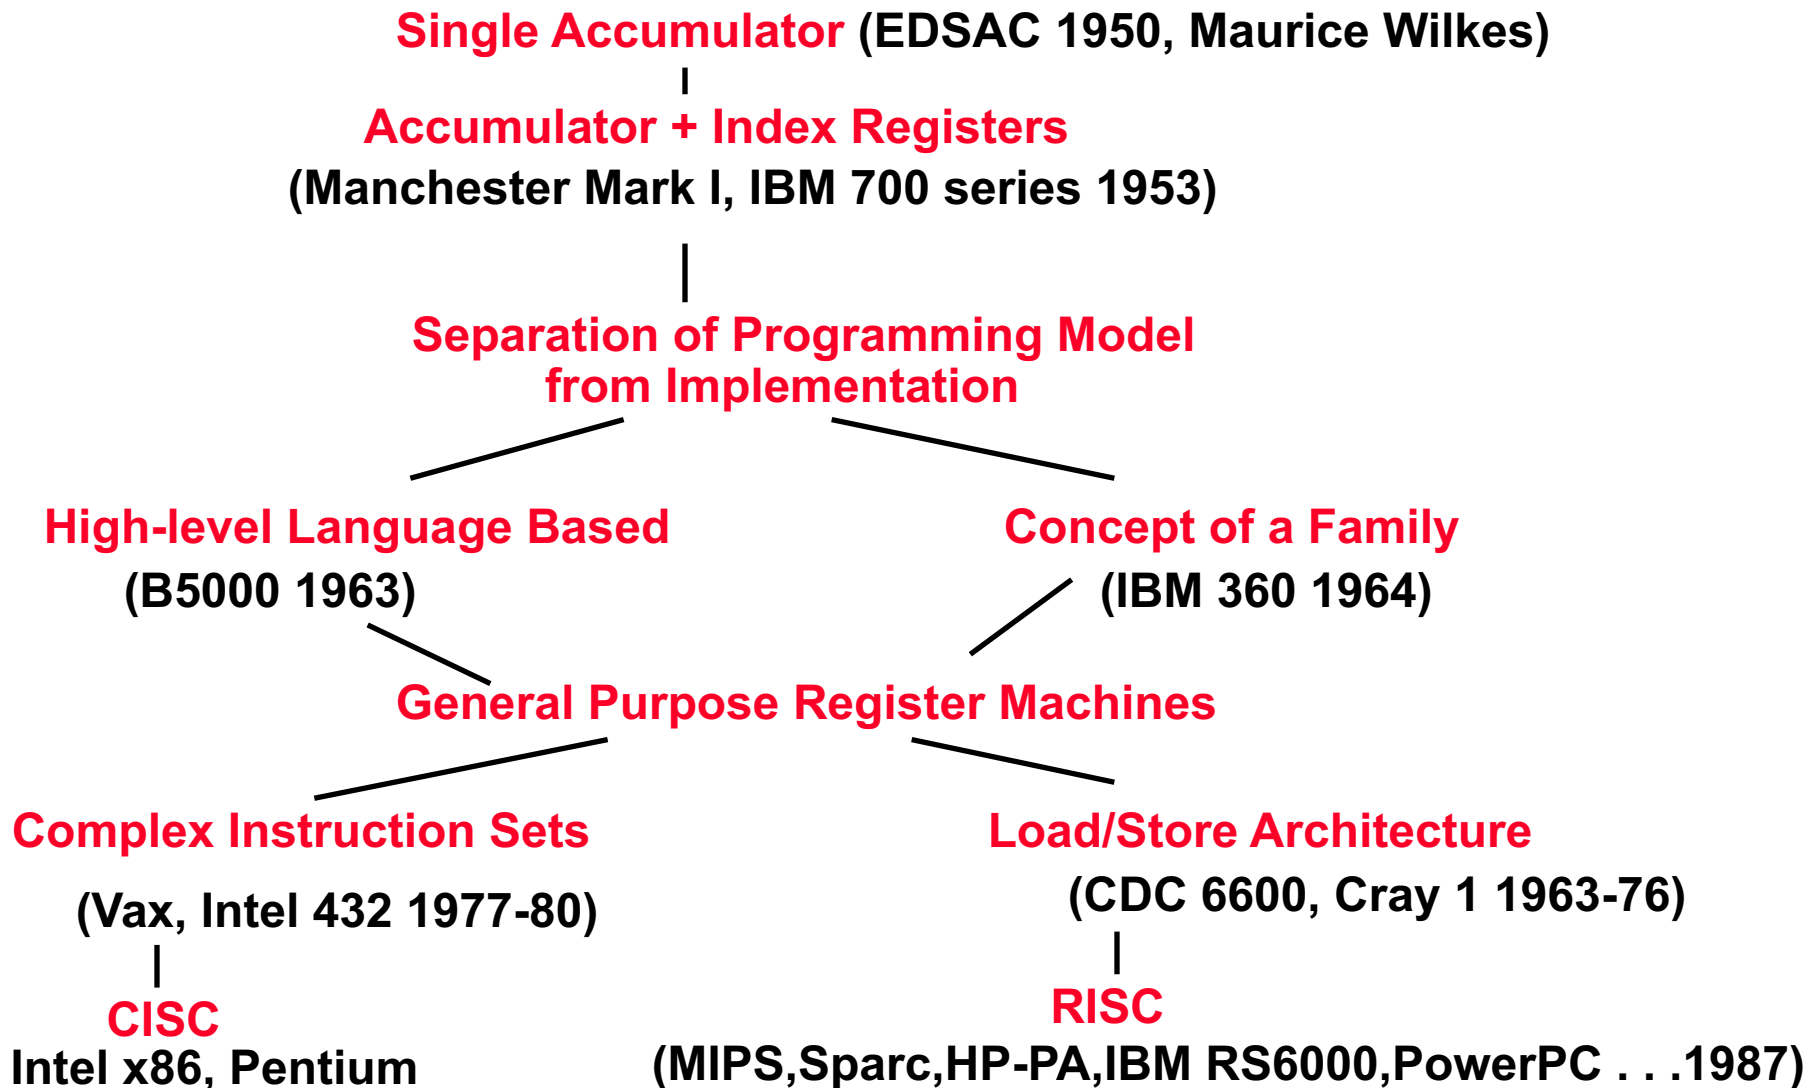 Single Accumulator (EDSAC 1950, Maurice Wilkes)
Accumulator + Index Registers
(Manchester Mark I, IBM 700 series 1953)
Separation of Programming Model
from Implementation
High-level Language Based
(B5000 1963)
Concept of a Family
(IBM 360 1964)
General Purpose Register Machines
Complex Instruction Sets
(Vax, Intel 432 1977-80)
Load/Store Architecture
(CDC 6600, Cray 1 1963-76)
CISC
Intel x86, Pentium
RISC
(MIPS,Sparc,HP-PA,IBM RS6000,PowerPC . . .1987)